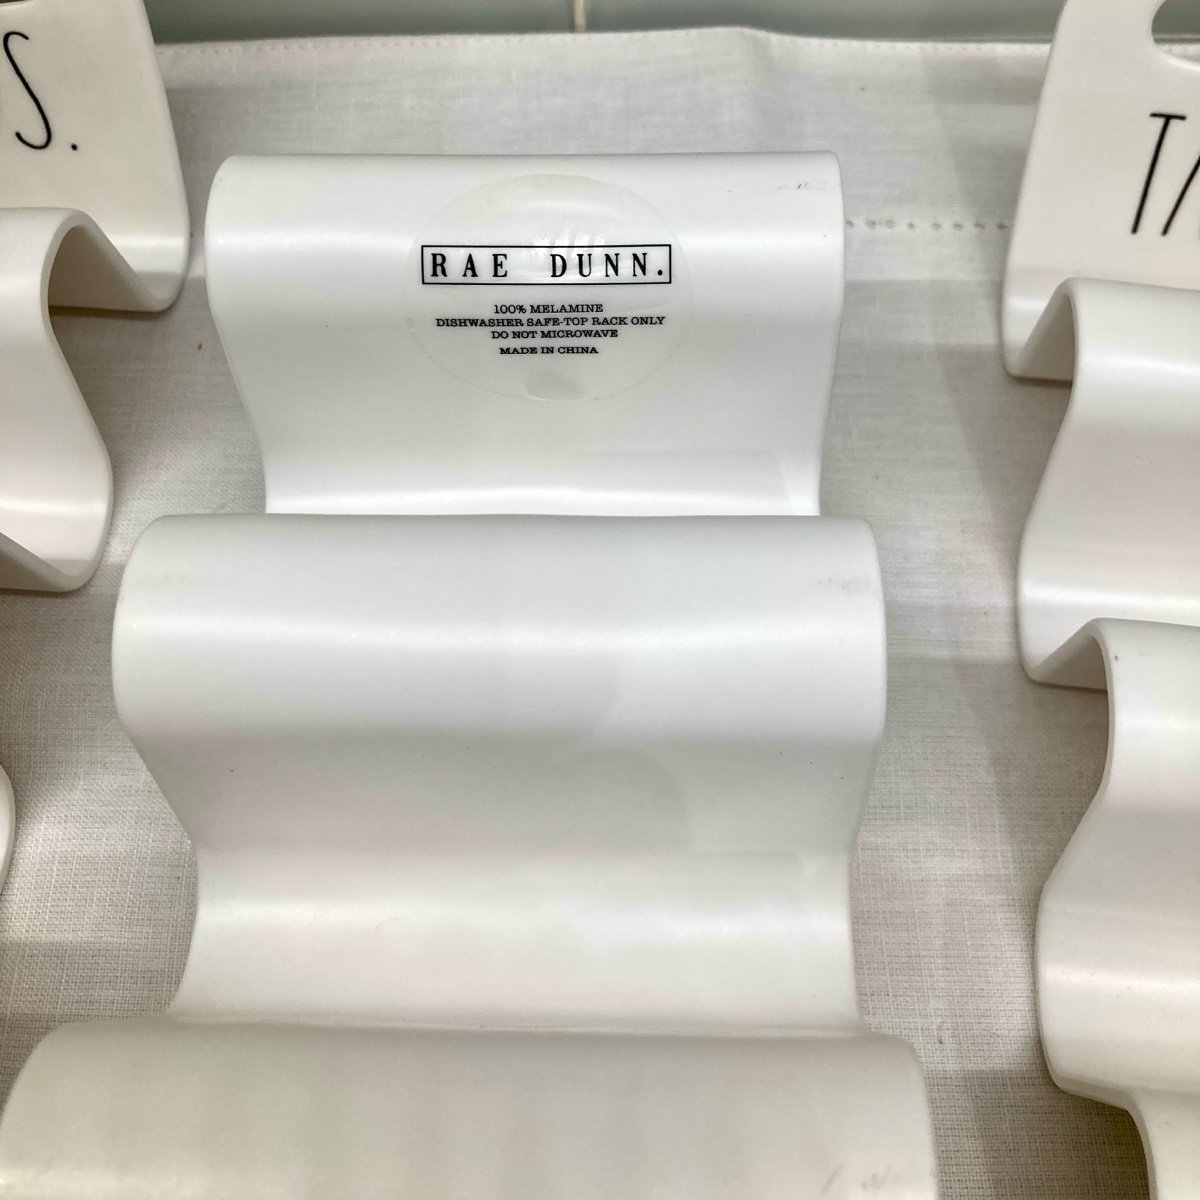 S.
RAE DUNN.
100% MELAMINE
DISHWASHER SAFE-TOP RACK ONLY
DO NOT MICROWAVE
MADE IN CHINA
TA